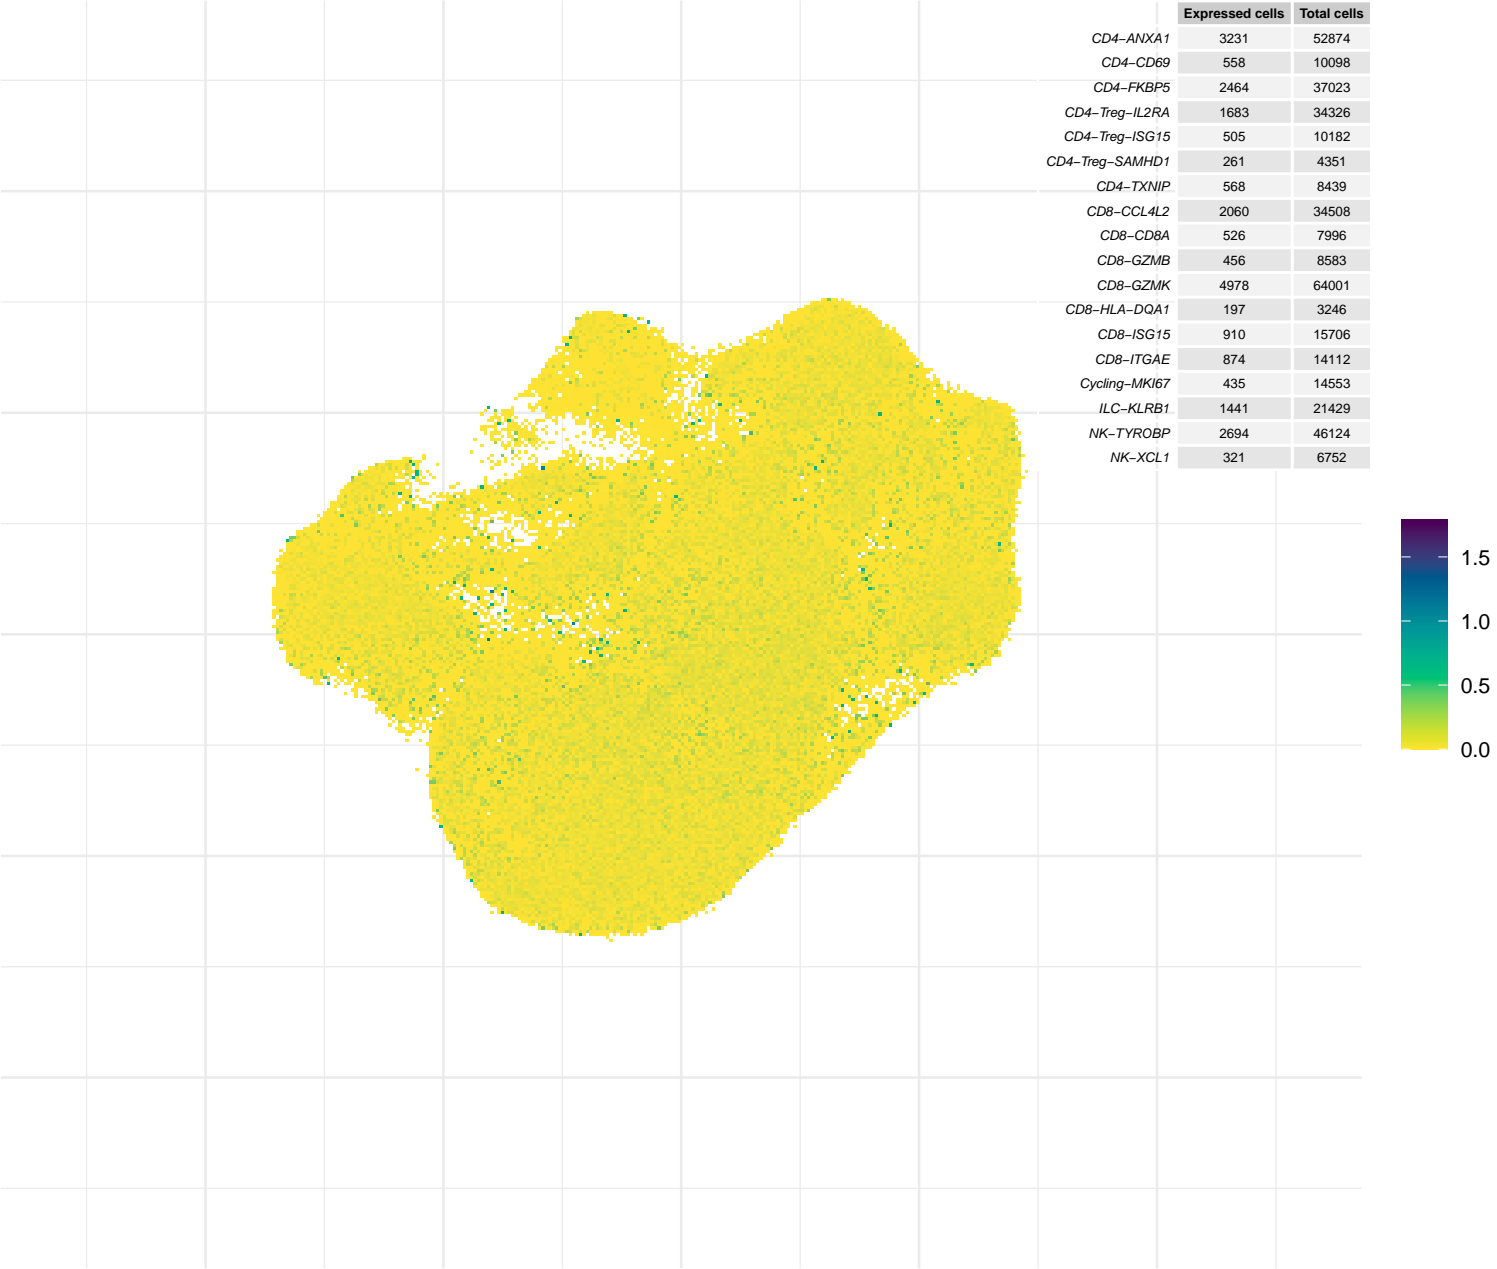 Expressed cells Total cells
CD4−ANXA1 3231 52874
CD4−CD69 558 10098
CD4−FKBP5 2464 37023
CD4−Treg−IL2RA 1683 34326
CD4−Treg−ISG15 505 10182
CD4−Treg−SAMHD1 261 4351
CD4−TXNIP 568 8439
CD8−CCL4L2 2060 34508
CD8−CD8A 526 7996
CD8−GZMB 456 8583
CD8−GZMK 4978 64001
CD8−HLA−DQA1 197 3246
CD8−ISG15 910 15706
CD8−ITGAE 874 14112
Cycling−MKI67 435 14553
ILC−KLRB1 1441 21429
NK−TYROBP 2694 46124
NK−XCL1 321 6752
1.5
1.0
0.5
0.0